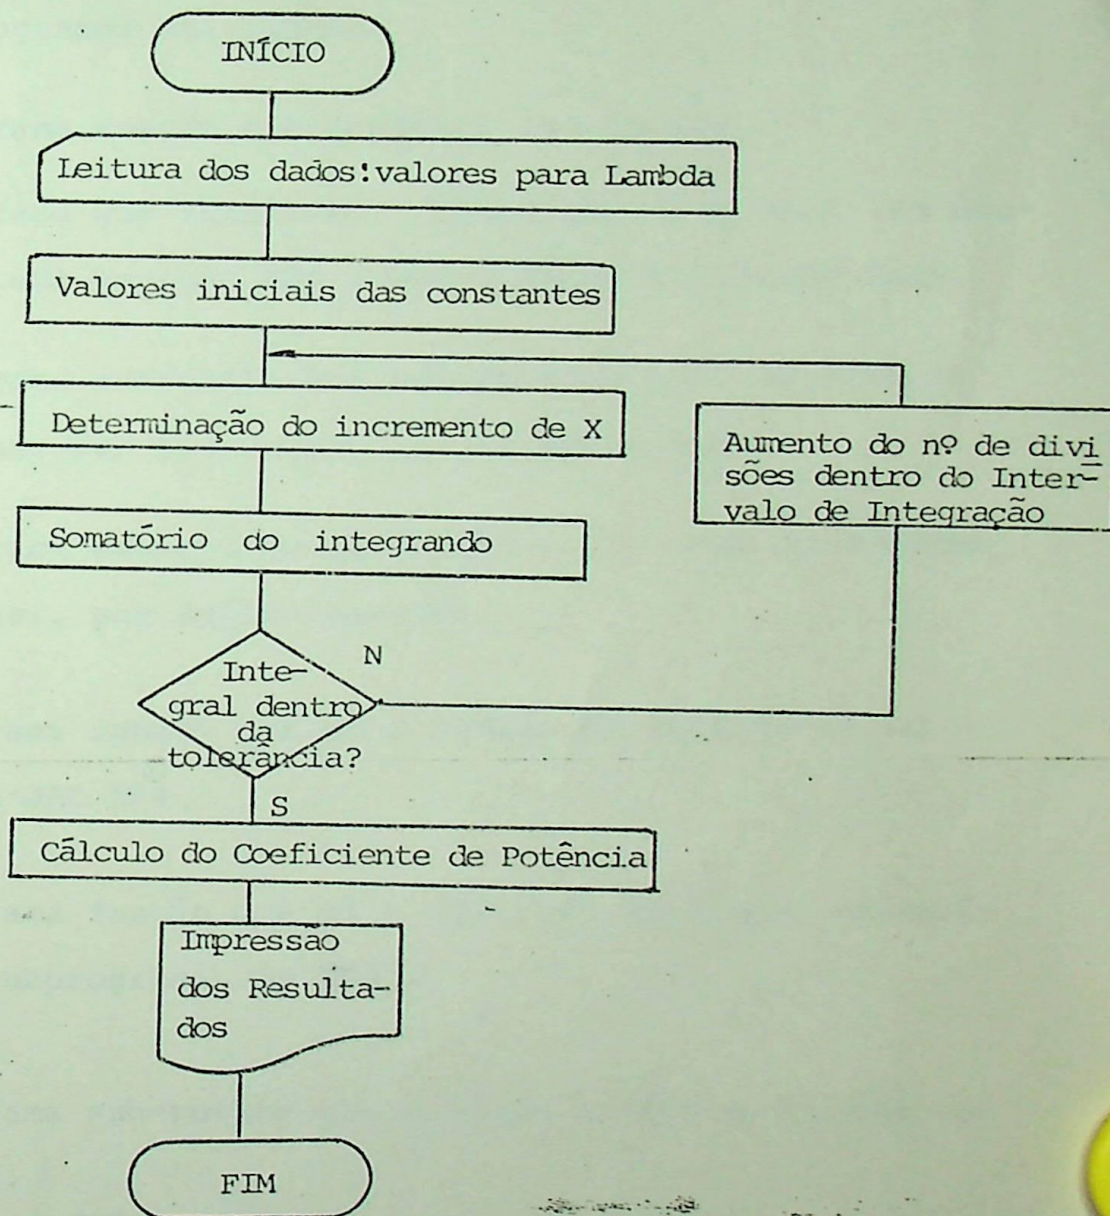 INÍCIO
Leitura dos dados:valores para Lambda
Valores iniciais das constantes
Determinação do incremento de X
Aumento do nº de divi
sões dentro do Inter-
valo de Integração
Somatório do integrando
N
Inte-
gral dentro
da
tolerância?
S
Cálculo do Coeficiente de Potência
Impressão
dos Resulta-
dos
FIM